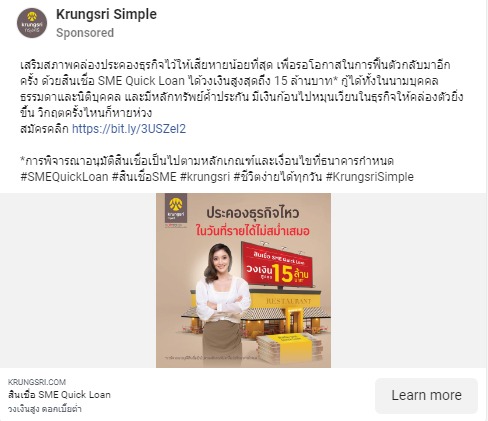 krungsri
กรุงศรี
Krungsri Simple
Sponsored
เสริมสภาพคล่องประคองธุรกิจไว้ให้เสียหายน้อยที่สุด เพื่อรอโอกาสในการฟื้นตัวกลับมาอีก
ครั้ง ด้วยสินเชื่อ SME Quick Loan ได้วงเงินสูงสุดถึง 15 ล้านบาท* กู้ได้ทั้งในนามบุคคล
ธรรมดาและนิติบุคคล และมีหลักทรัพย์ค้ำประกัน มีเงินก้อนไปหมุนเวียนในธุรกิจให้คล่องตัวยิ่ง
ขึ้น วิกฤตครั้งไหนก็หายห่วง
สมัครคลิก https://bit.ly/3USZeI2
*การพิจารณาอนุมัติสินเชื่อเป็นไปตามหลักเกณฑ์และเงื่อนไขที่ธนาคารกำหนด
#SMEQuickLoan #สินเชื่อSME #krungsri #ชีวิตง่ายได้ทุกวัน #KrungsriSimple
krungsri
กรุงศรี
ประคองธุรกิจไหว
ในวันที่รายได้ไม่สม่ำเสมอ
สินเชื่อ SME Quick Loan
วงเงิน
สูงสุด
15
ล้าน
บาท*
RESTAURANT
KRUNGSRI.COM
สินเชื่อ SME Quick Loan
วงเงินสูง ดอกเบี้ยต่ำ
Learn more